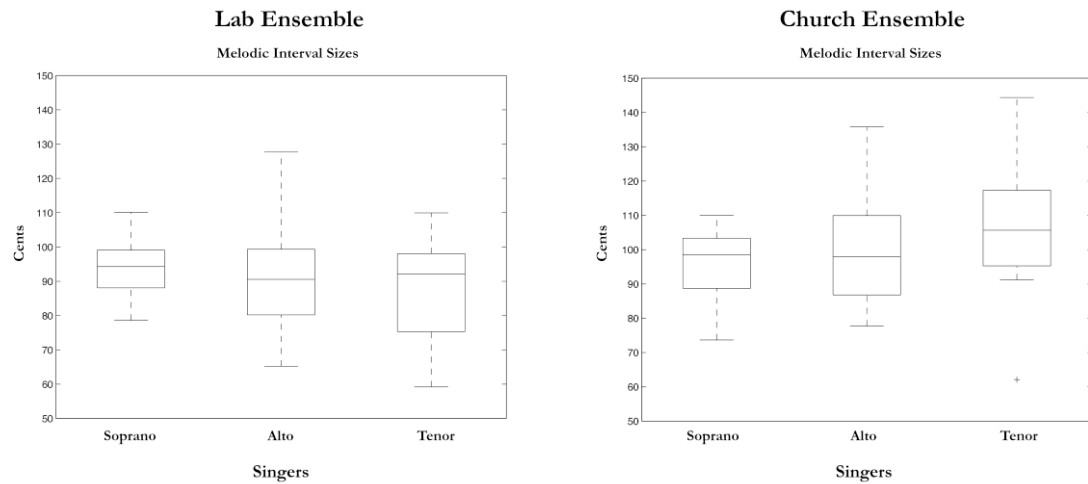 Lab Ensemble
Melodic Interval Sizes
150
140
130
120
110
100
90
80
70
60
50
Cents
Soprano Alto Tenor
Singers
Church Ensemble
Melodic Interval Sizes
150
140
130
120
110
100
90
80
70
60
50
Cents
Soprano Alto Tenor
Singers